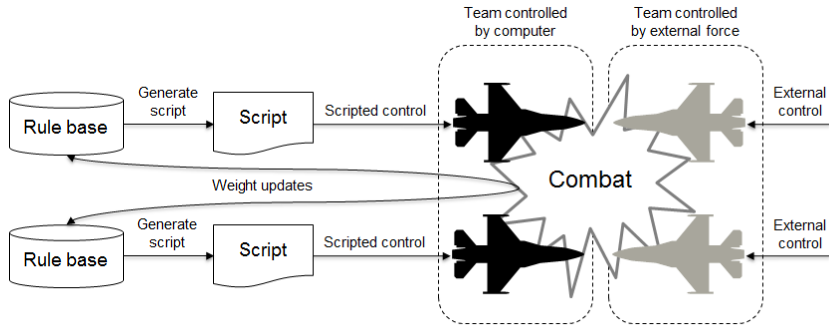 Team controlled
by computer
Team controlled
by external force
Rule base
Generate
script
Script
Scripted control
External
control
Weight updates
Combat
Rule base
Generate
script
Script
Scripted control
External
control